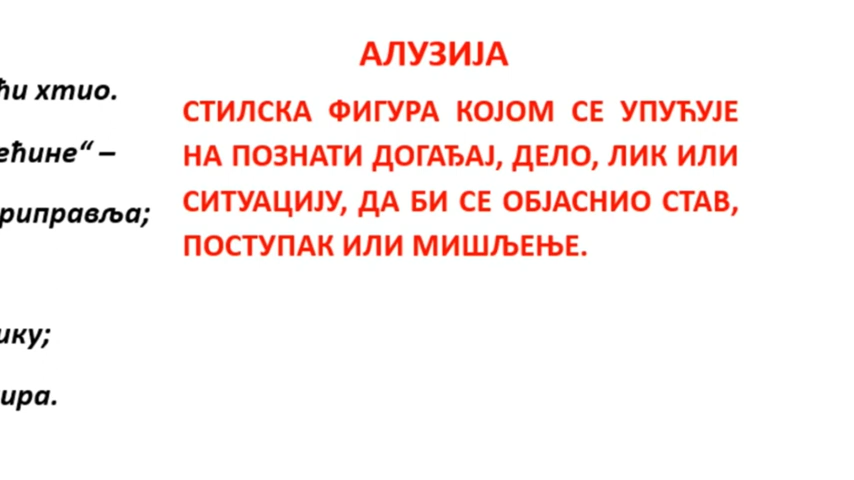 АЛУЗИЈА
ћи хтио.
СТИЛСКА ФИГУРА КОЈОМ СЕ УПУЂУЈЕ
ећине“ –
НА ПОЗНАТИ ДОГАЂАЈ, ДЕЛО, ЛИК ИЛИ
риправља;
СИТУАЦИЈУ, ДА БИ СЕ ОБЈАСНИО СТАВ,
ПОСТУПАК ИЛИ МИШЉЕЊЕ.
ику;
ира.